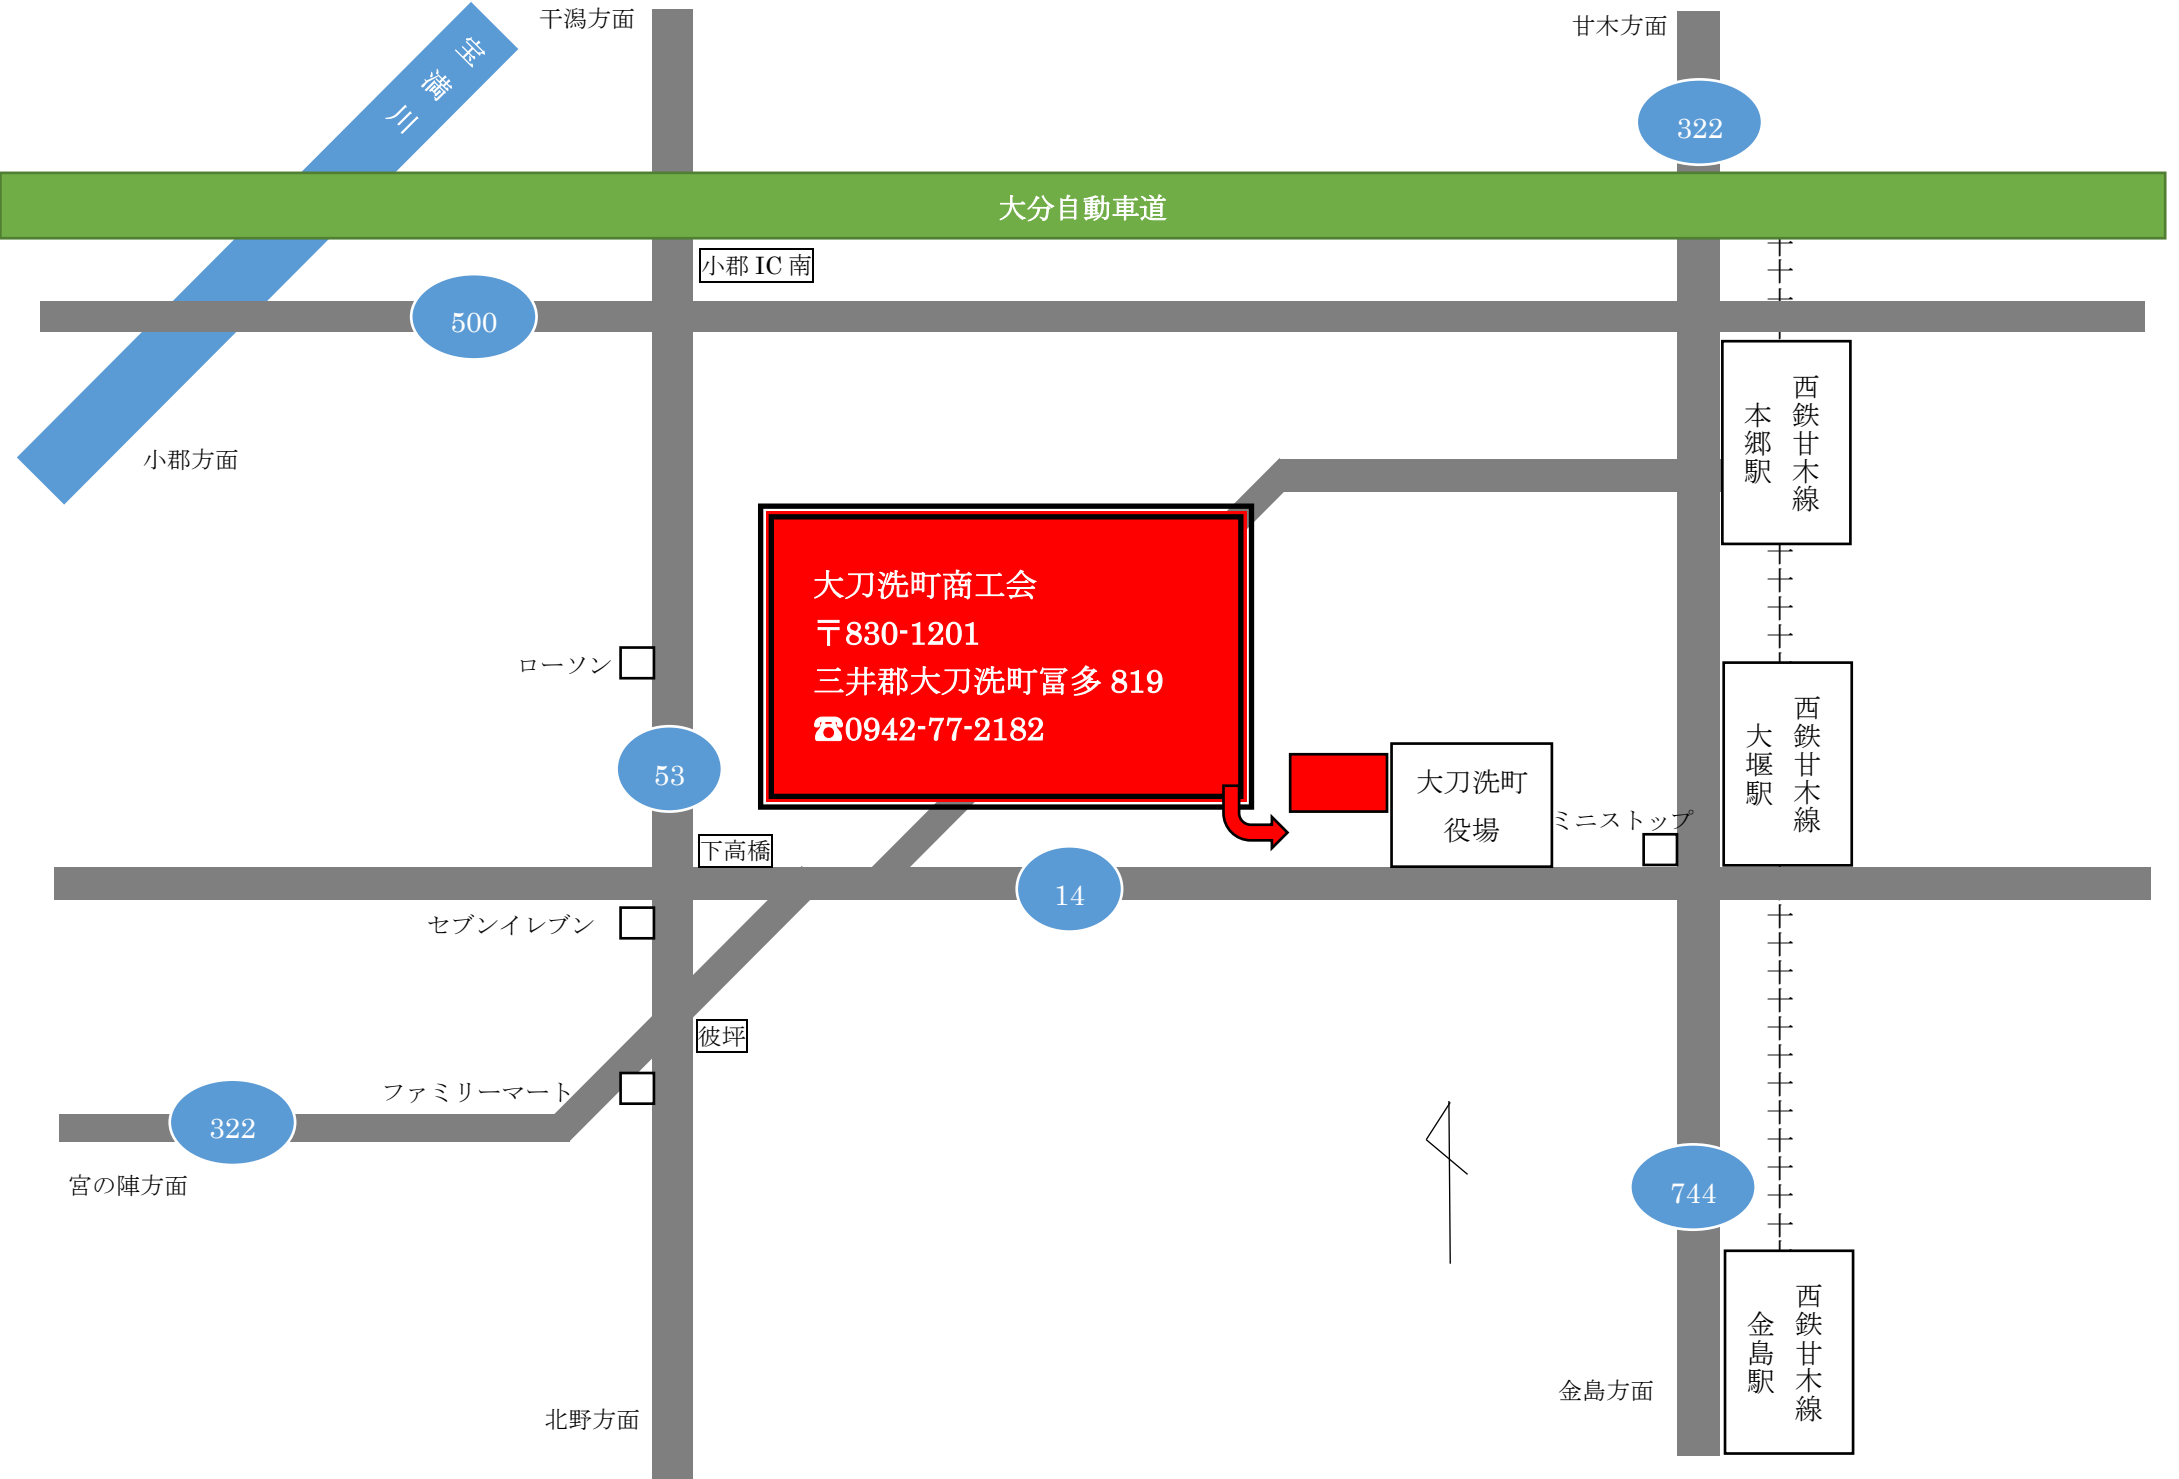 干潟方面
甘木方面
宝満川
322
大分自動車道
小郡 IC 南
500
西鉄甘木線
本郷駅
小郡方面
大刀洗町商工会
〒830-1201
三井郡大刀洗町冨多 819
☎0942-77-2182
ローソン
53
西鉄甘木線
大堰駅
大刀洗町
役場
ミニストップ
下高橋
14
セブンイレブン
彼坪
ファミリーマート
322
宮の陣方面
744
西鉄甘木線
金島駅
金島方面
北野方面